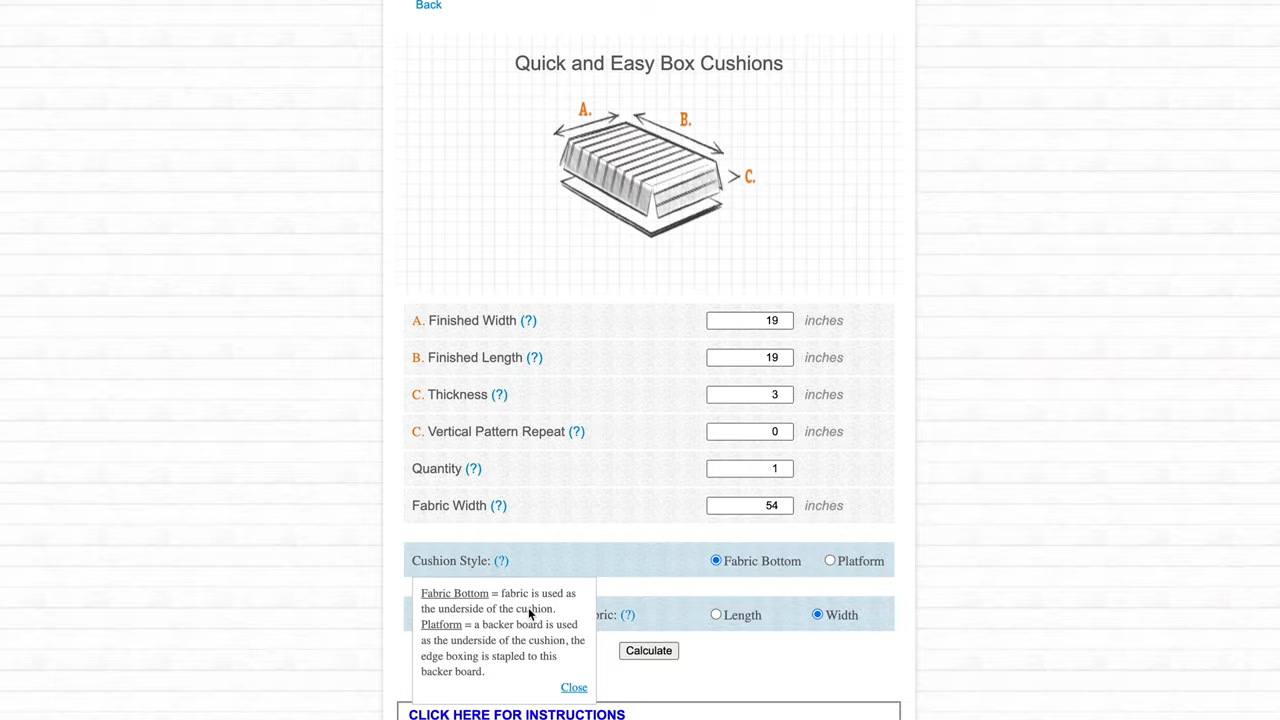 Back
Quick and Easy Box Cushions
A.
B.
C.
A. Finished Width (?) 19 inches
B. Finished Length (?) 19 inches
C. Thickness (?) 3 inches
C. Vertical Pattern Repeat (?) 0 inches
Quantity (?) 1
Fabric Width (?) 54 inches
Cushion Style: (?) Fabric Bottom Platform
Fabric Bottom = fabric is used as
the underside of the cushion.
Platform = a backer board is used
as the underside of the cushion, the
edge boxing is stapled to this
backer board.
Close
bric: (?) Length Width
Calculate
CLICK HERE FOR INSTRUCTIONS